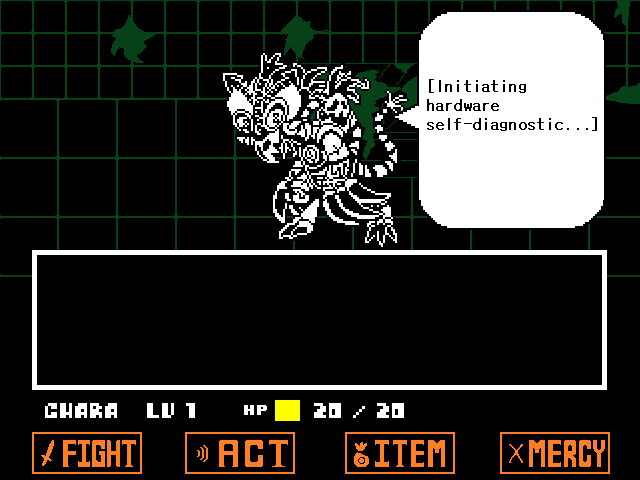 [Initiating
hardware
self-diagnostic...]
CHARA LV 1 HP 20 / 20
FIGHT ACT ITEM MERCY